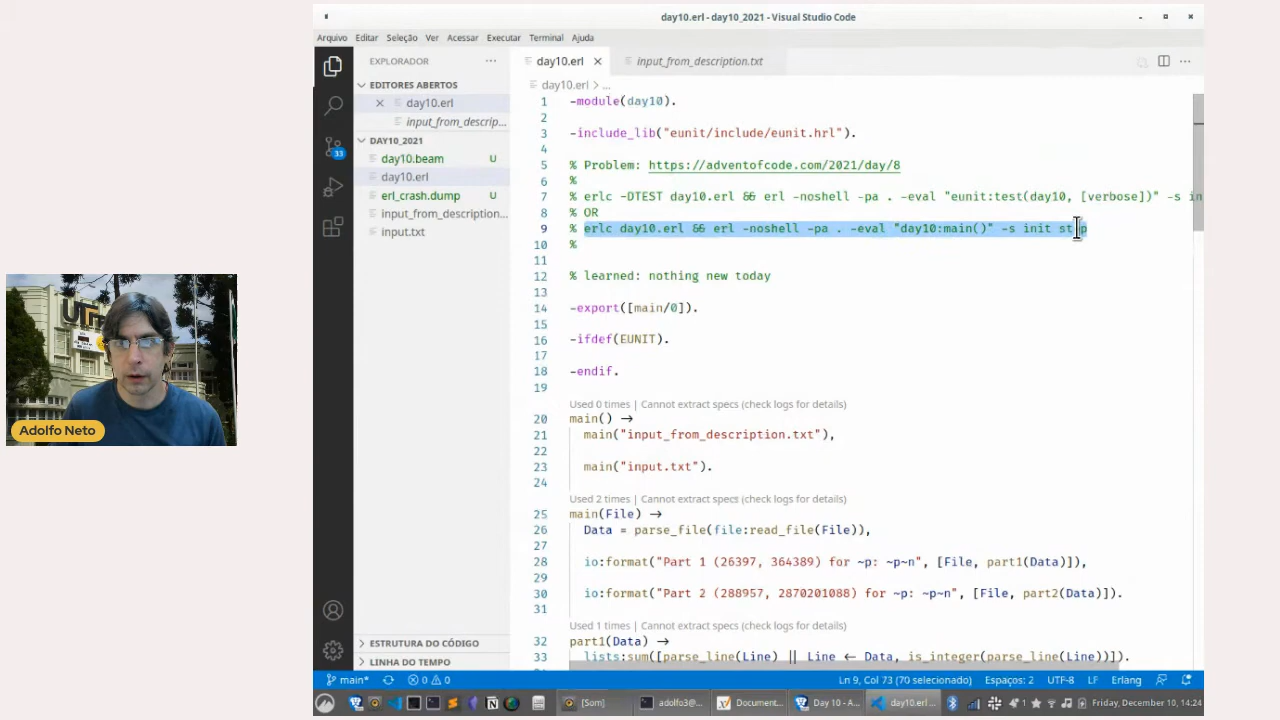 day10.erl - day10_2021 - Visual Studio Code
Arquivo Editar Seleção Ver Acessar Executar Terminal Ajuda
EXPLORADOR
EDITORES ABERTOS
day10.erl
input_from_descrip...
DAY10_2021
day10.beam U
day10.erl
erl_crash.dump U
input_from_description...
input.txt
ESTRUTURA DO CÓDIGO
LINHA DO TEMPO
33
day10.erl input_from_description.txt
day10.erl > ...
1 -module(day10).
2
3 -include_lib("eunit/include/eunit.hrl").
4
5 % Problem: https://adventofcode.com/2021/day/8
6 %
7 % erlc -DTEST day10.erl && erl -noshell -pa . -eval "eunit:test(day10, [verbose])" -s in
8 % OR
9 % erlc day10.erl && erl -noshell -pa . -eval "day10:main()" -s init stop
10 %
11
12 % learned: nothing new today
13
14 -export([main/0]).
15
16 -ifdef(EUNIT).
17
18 -endif.
19
Used 0 times | Cannot extract specs (check logs for details)
20 main() ->
21 main("input_from_description.txt"),
22
23 main("input.txt").
24
Used 2 times | Cannot extract specs (check logs for details)
25 main(File) ->
26 Data = parse_file(file:read_file(File)),
27
28 io:format("Part 1 (26397, 364389) for ~p: ~p~n", [File, part1(Data)]),
29
30 io:format("Part 2 (288957, 2870201088) for ~p: ~p~n", [File, part2(Data)]).
31
Used 1 times | Cannot extract specs (check logs for details)
32 part1(Data) ->
33 lists:sum([parse_line(Line) || Line <- Data, is_integer(parse_line(Line))]).
main* 0 0 Ln 9, Col 73 (70 selecionado) Espaços: 2 UTF-8 LF Erlang
[Som] adolfo3@... Document... Day 10 - A... day10.erl ... 1 Friday, December 10, 14:24
Adolfo Neto